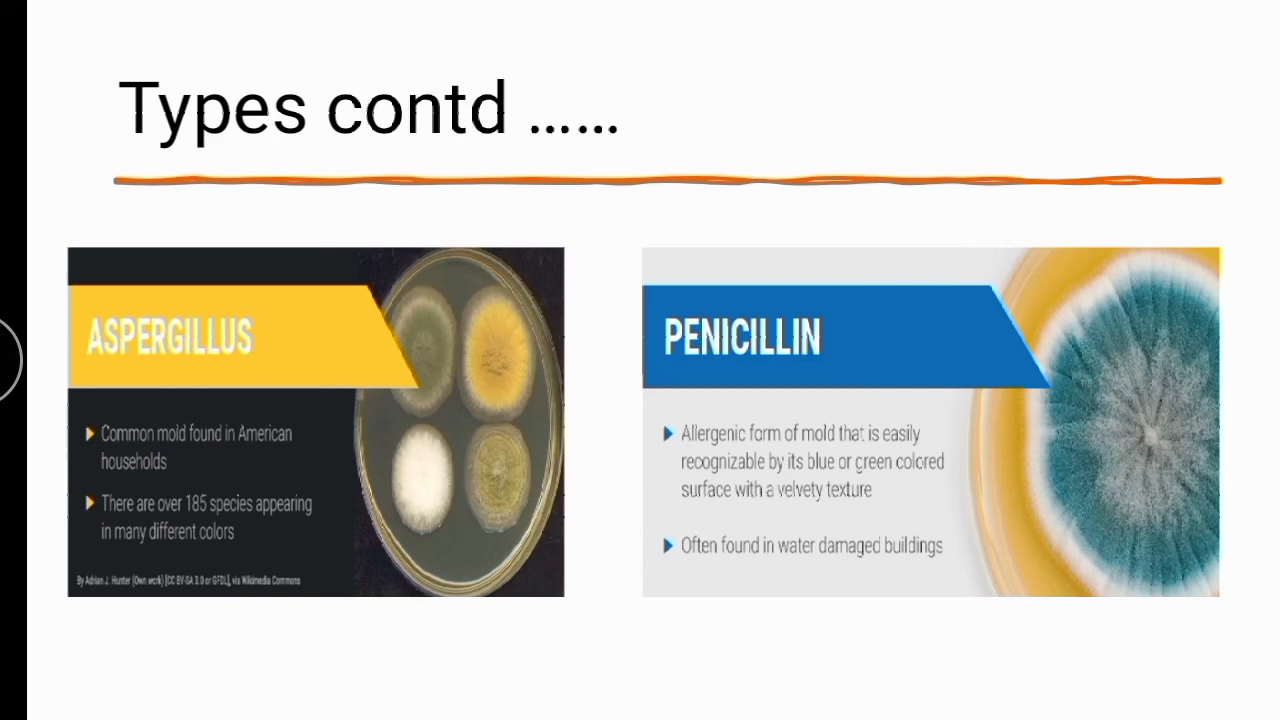 Types contd ……
ASPERGILLUS
Common mold found in American
households
There are over 185 species appearing
in many different colors
By Adrian J. Hunter (Own work) [CC BY-SA 3.0 or GFDL], via Wikimedia Commons
PENICILLIN
Allergenic form of mold that is easily
recognizable by its blue or green colored
surface with a velvety texture
Often found in water damaged buildings